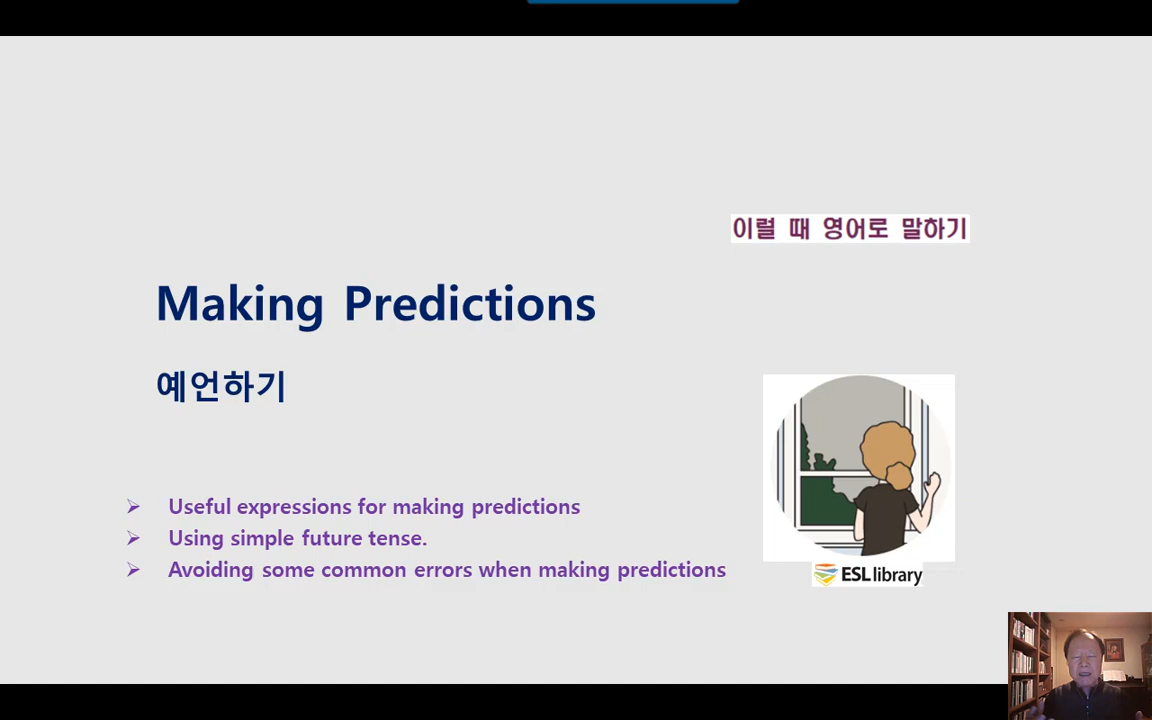 이럴 때 영어로 말하기
Making Predictions
예언하기
Useful expressions for making predictions
Using simple future tense.
Avoiding some common errors when making predictions
ESL library